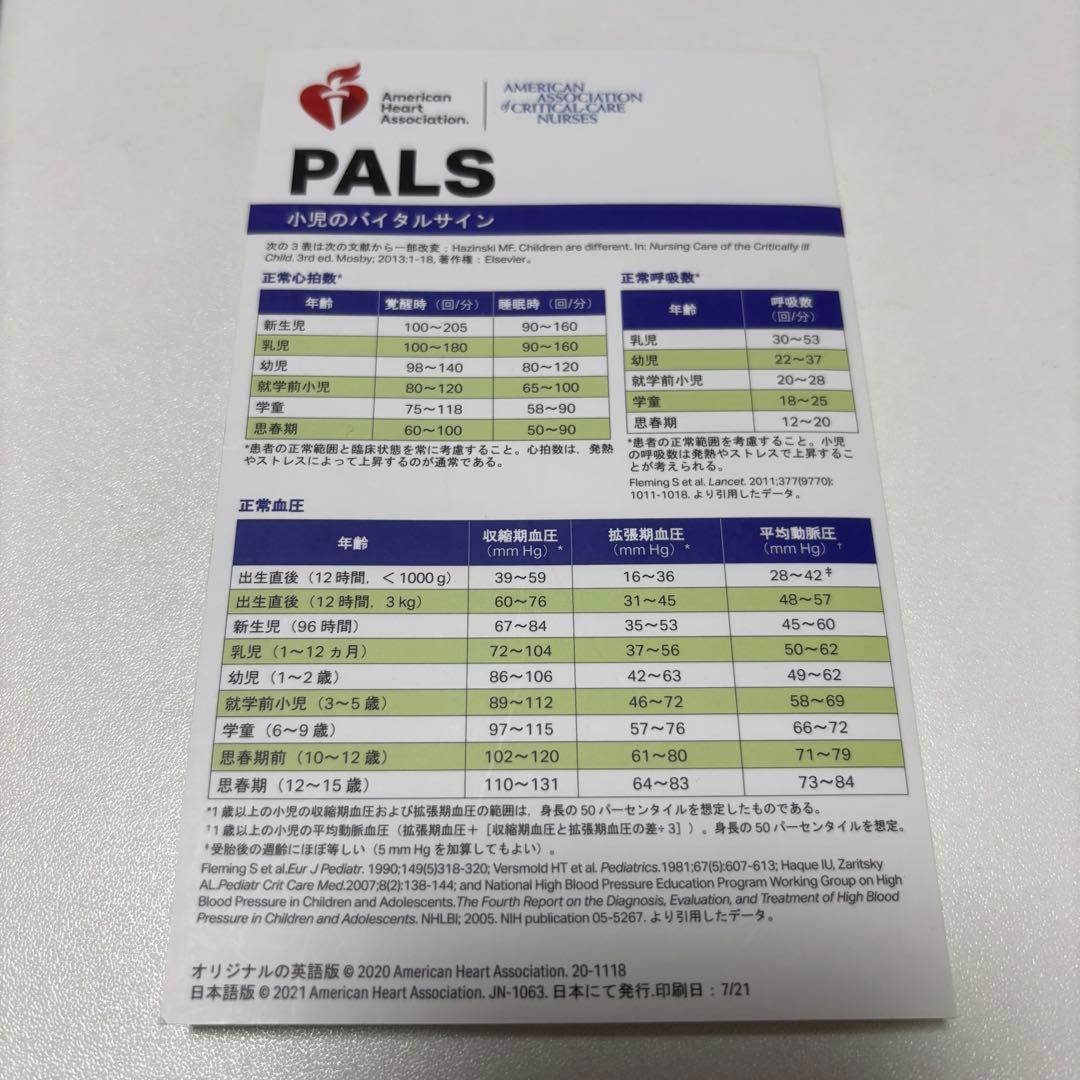 American
Heart
Association.
AMERICAN
ASSOCIATION
of CRITICAL-CARE
NURSES
PALS
小児のバイタルサイン
次の3表は次の文献から一部改変：Hazinski MF. Children are different. In: Nursing Care of the Critically Ill
Child. 3rd ed. Mosby; 2013:1-18, 著作権：Elsevier。
正常心拍数*
年齢 覚醒時（回/分） 睡眠時（回/分）
新生児 100～205 90～160
乳児 100～180 90～160
幼児 98～140 80～120
就学前小児 80～120 65～100
学童 75～118 58～90
思春期 60～100 50～90
*患者の正常範囲と臨床状態を常に考慮すること。心拍数は，発熱
やストレスによって上昇するのが通常である。
正常呼吸数*
年齢 呼吸数
（回/分）
乳児 30～53
幼児 22～37
就学前小児 20～28
学童 18～25
思春期 12～20
*患者の正常範囲を考慮すること。小児
の呼吸数は発熱やストレスで上昇するこ
とが考えられる。
Fleming S et al. Lancet. 2011;377(9770):
1011-1018. より引用したデータ。
正常血圧
年齢 収縮期血圧 拡張期血圧 平均動脈圧
（mm Hg）* （mm Hg）* （mm Hg）†
出生直後（12時間，＜1000 g） 39～59 16～36 28～42‡
出生直後（12時間，3 kg） 60～76 31～45 48～57
新生児（96時間） 67～84 35～53 45～60
乳児（1～12ヵ月） 72～104 37～56 50～62
幼児（1～2歳） 86～106 42～63 49～62
就学前小児（3～5歳） 89～112 46～72 58～69
学童（6～9歳） 97～115 57～76 66～72
思春期前（10～12歳） 102～120 61～80 71～79
思春期（12～15歳） 110～131 64～83 73～84
*1歳以上の小児の収縮期血圧および拡張期血圧の範囲は，身長の50パーセンタイルを想定したものである。
†1歳以上の小児の平均動脈血圧（拡張期血圧＋［収縮期血圧と拡張期血圧の差÷3］）。身長の50パーセンタイルを想定。
‡受胎後の週齢にほぼ等しい（5 mm Hgを加算してもよい）。
Fleming S et al.Eur J Pediatr. 1990;149(5)318-320; Versmold HT et al. Pediatrics.1981;67(5):607-613; Haque IU, Zaritsky
AL.Pediatr Crit Care Med.2007;8(2):138-144; and National High Blood Pressure Education Program Working Group on High
Blood Pressure in Children and Adolescents.The Fourth Report on the Diagnosis, Evaluation, and Treatment of High Blood
Pressure in Children and Adolescents. NHLBI; 2005. NIH publication 05-5267. より引用したデータ。
オリジナルの英語版 © 2020 American Heart Association. 20-1118
日本語版 © 2021 American Heart Association. JN-1063. 日本にて発行.印刷日：7/21